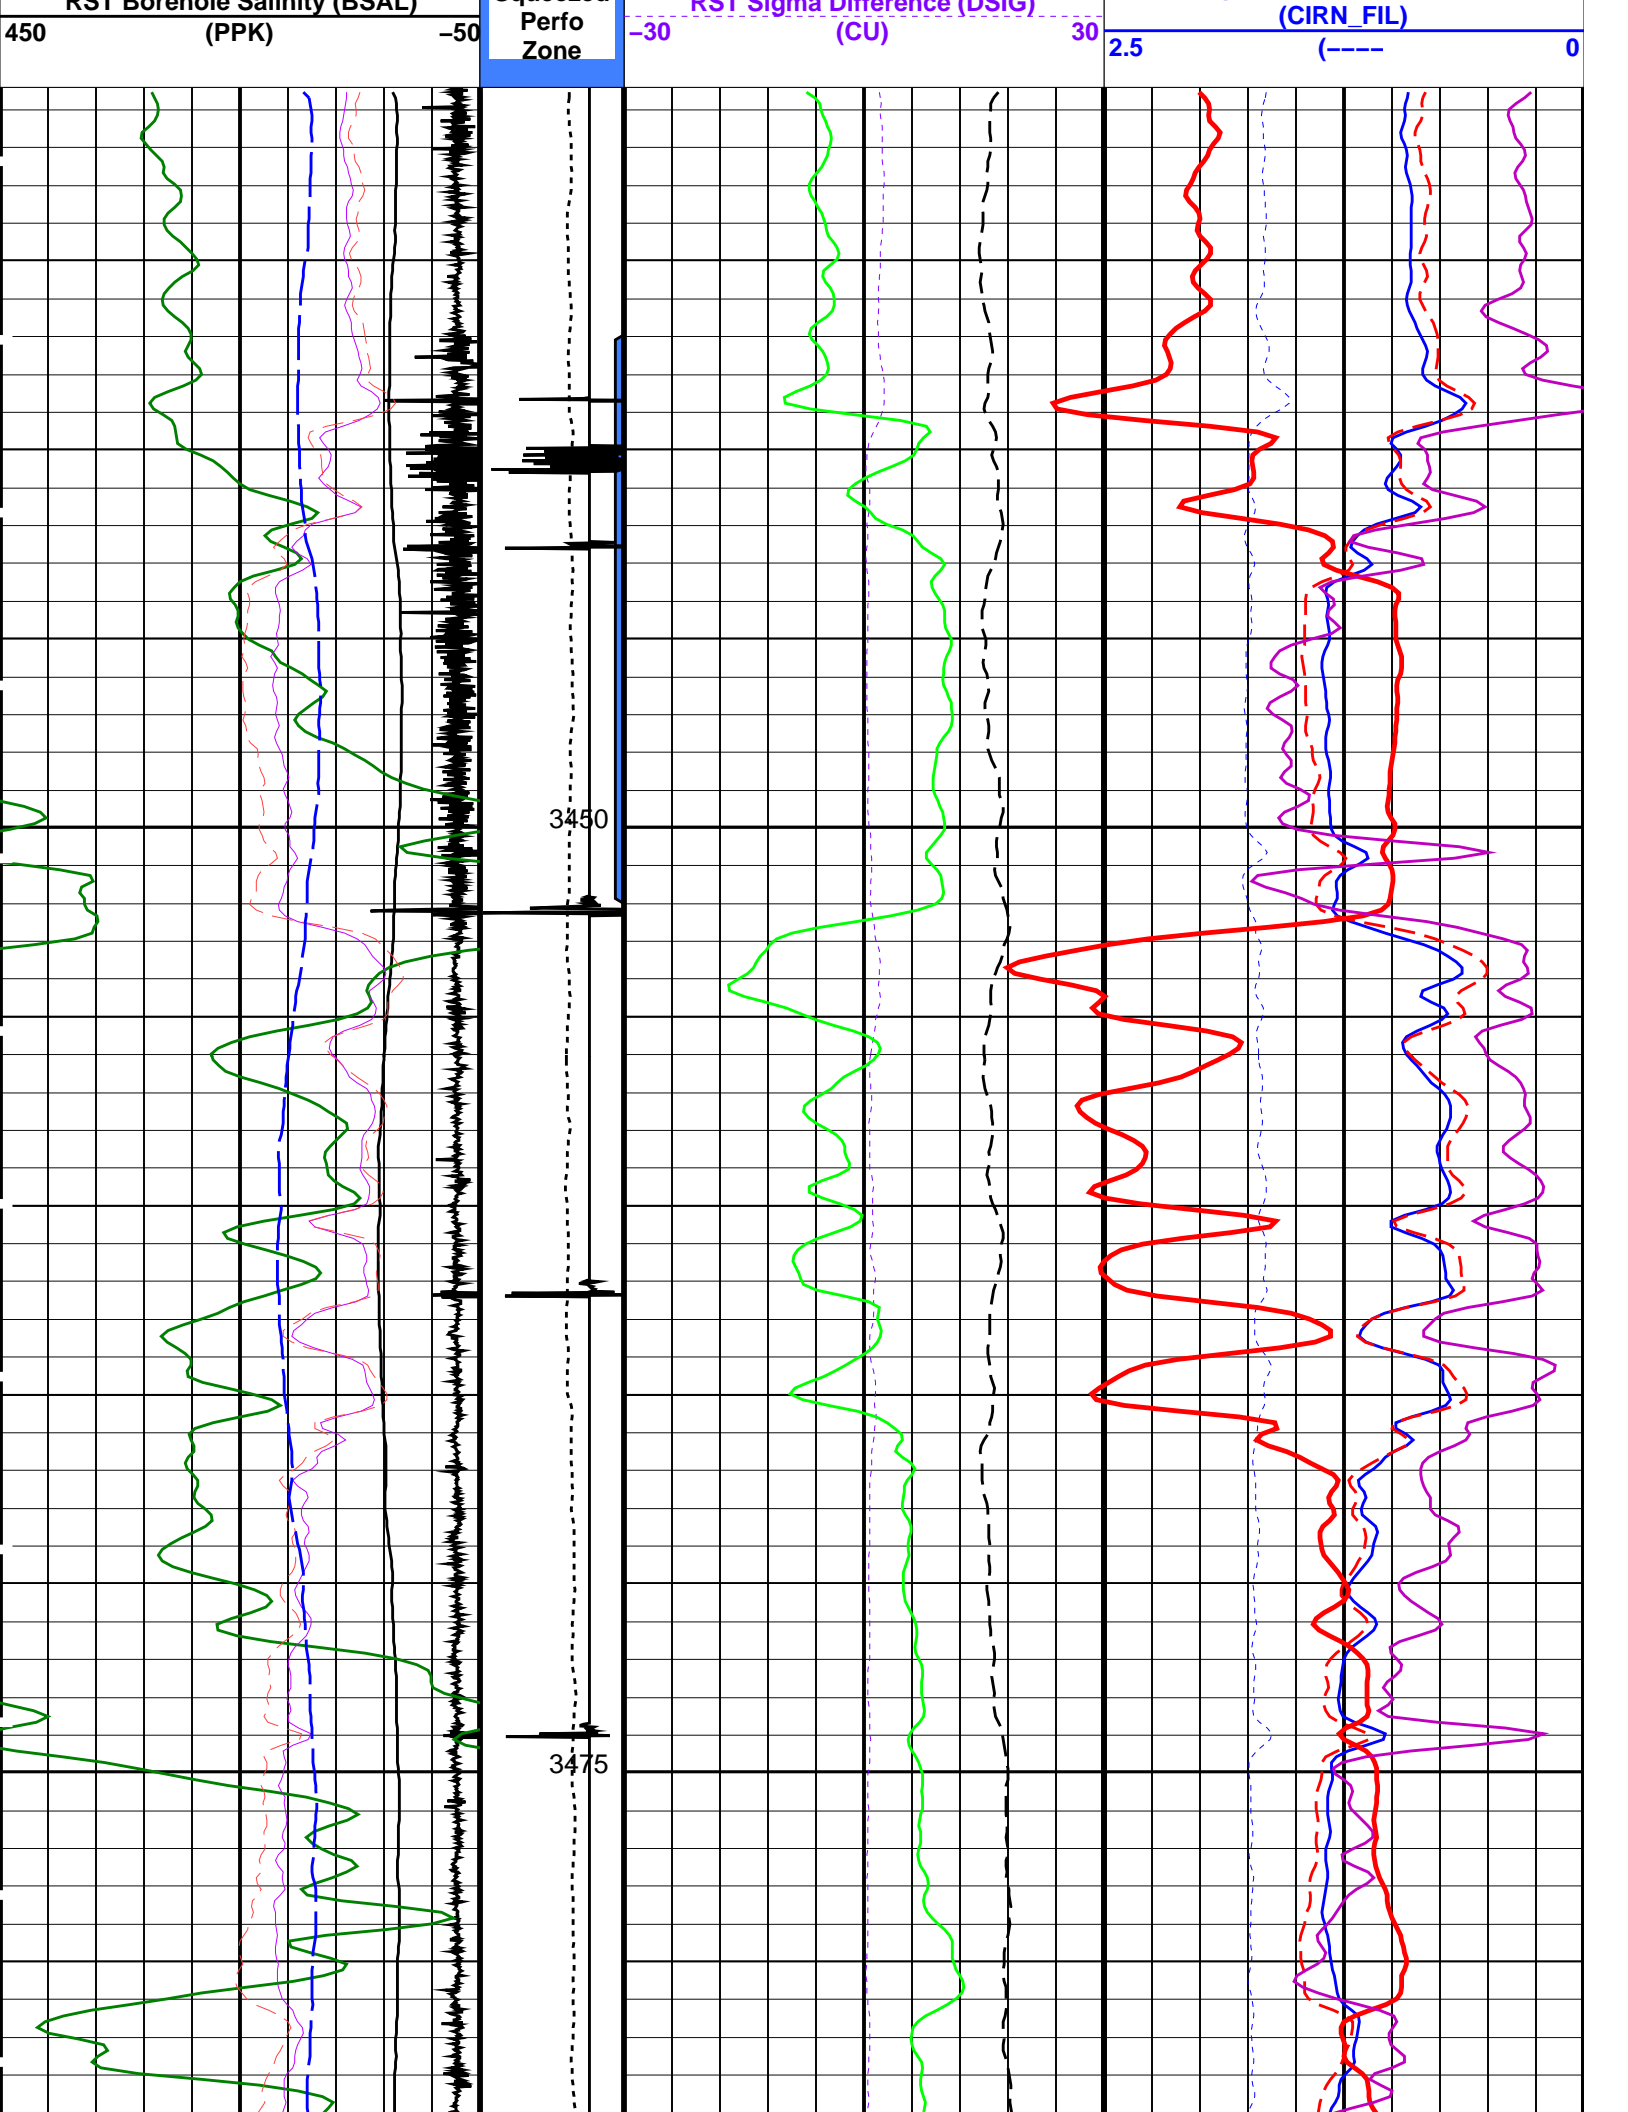 RST Borehole Salinity (BSAL)
450 (PPK) −50
Squeezed
Perfo
Zone
RST Sigma Difference (DSIG)
−30 (CU) 30
(CIRN_FIL)
2.5 (−−−− 0
3450
3475